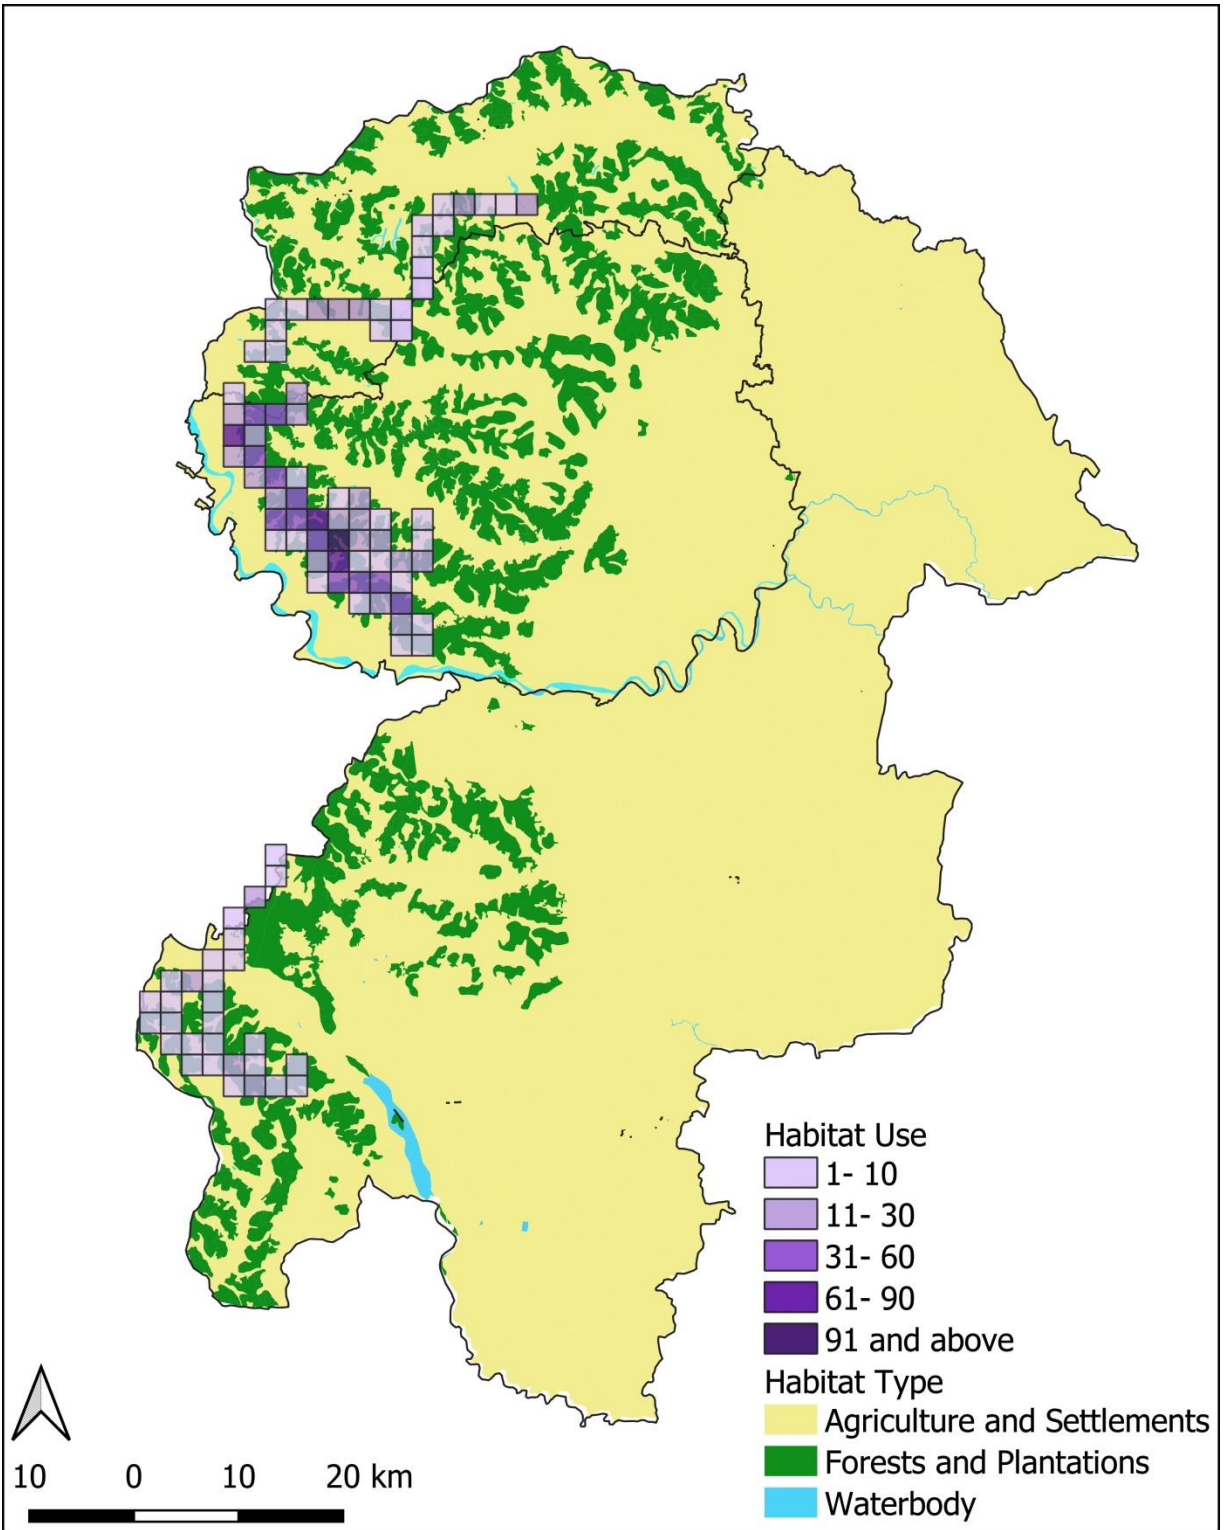 Habitat Use
1- 10
11- 30
31- 60
61- 90
91 and above
Habitat Type
Agriculture and Settlements
Forests and Plantations
Waterbody
10 0 10 20 km